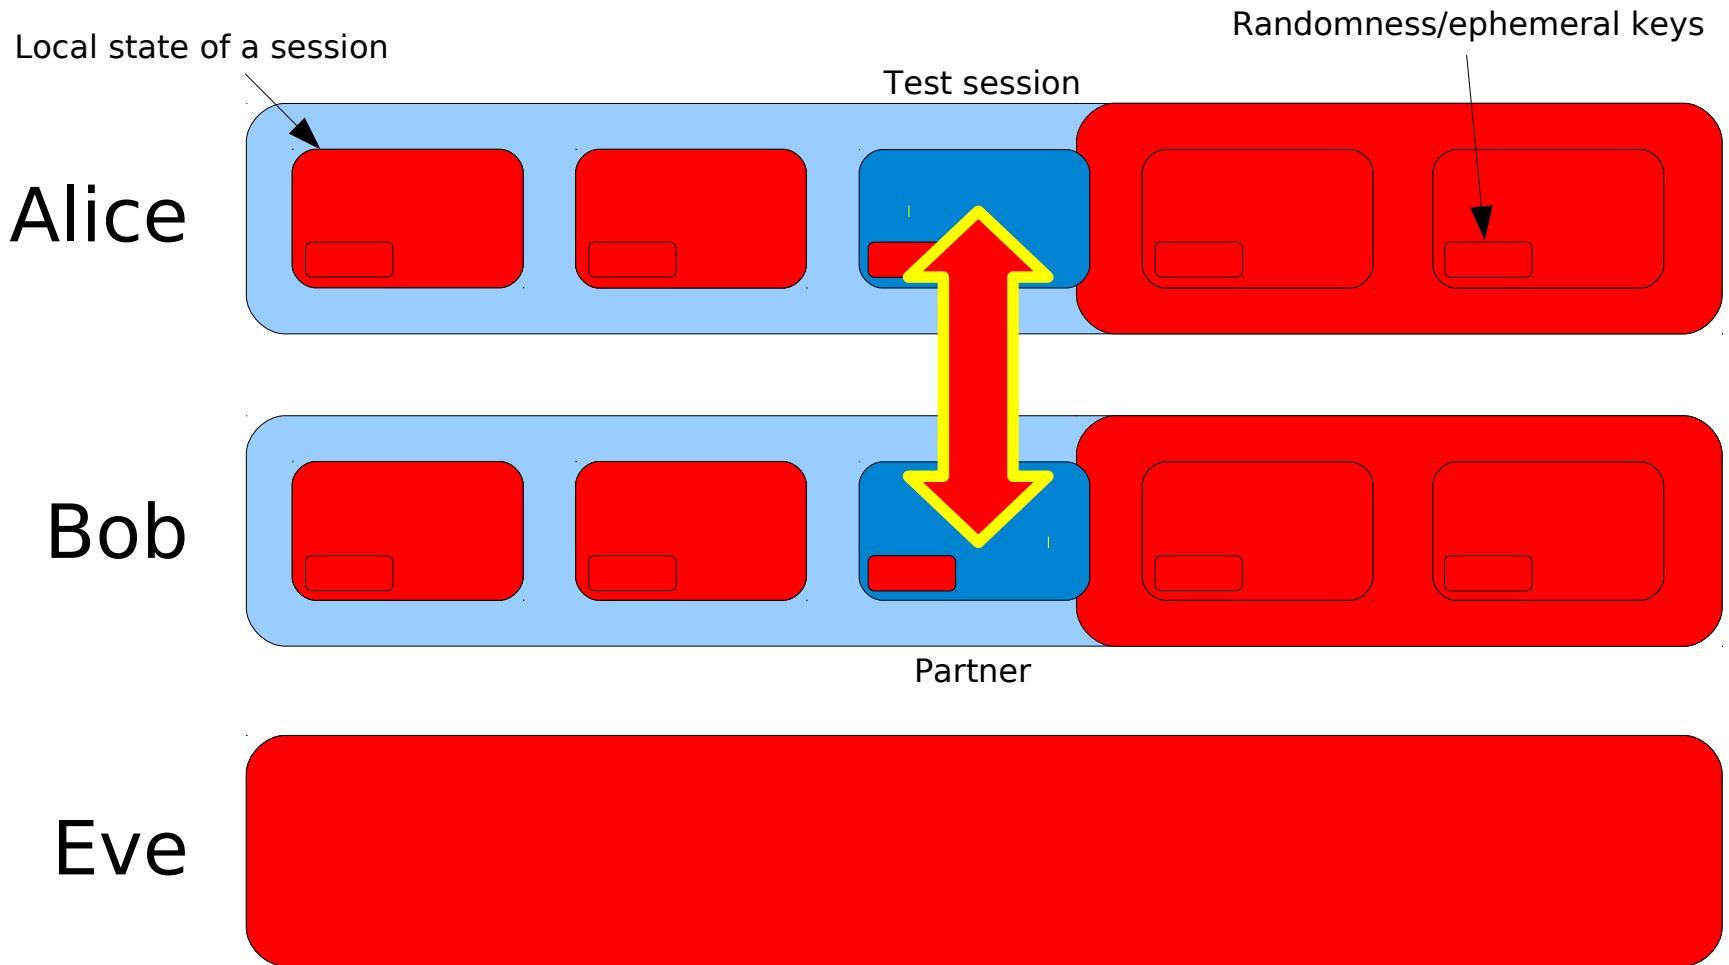 Randomness/ephemeral keys
Local state of a session
Test session
Alice
Bob
Partner
Eve